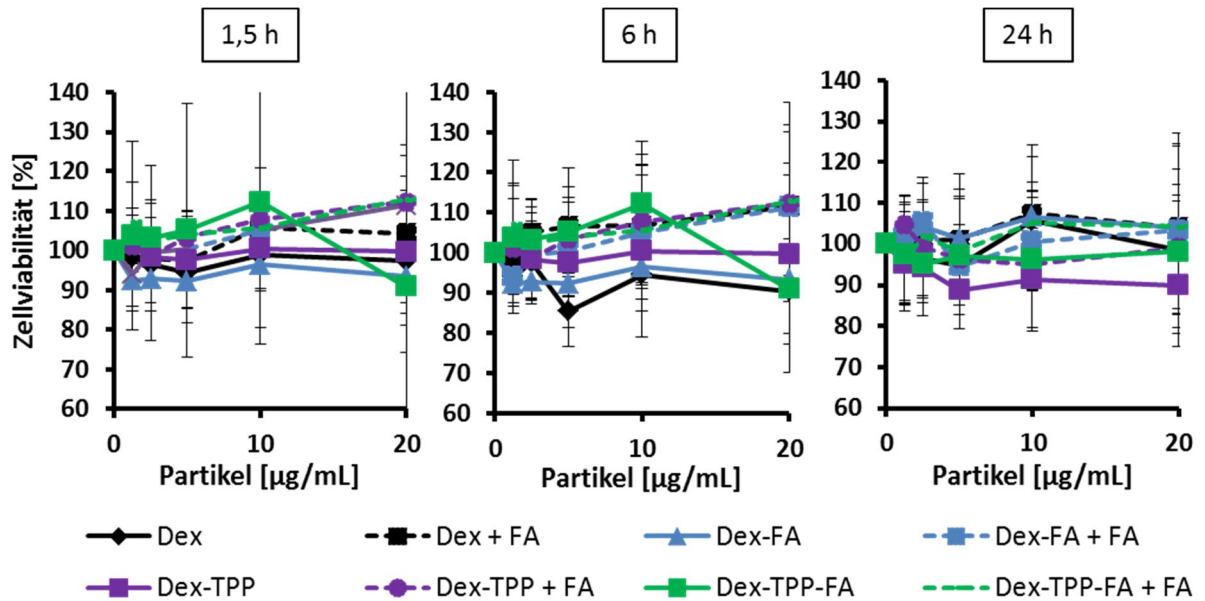 1,5 h
6 h
24 h
Zellviabilität [%]
140
130
120
110
100
90
80
70
60
0
10
20
Partikel [µg/mL]
140
130
120
110
100
90
80
70
60
0
10
20
Partikel [µg/mL]
140
130
120
110
100
90
80
70
60
0
10
20
Partikel [µg/mL]
Dex
Dex + FA
Dex-FA
Dex-FA + FA
Dex-TPP
Dex-TPP + FA
Dex-TPP-FA
Dex-TPP-FA + FA